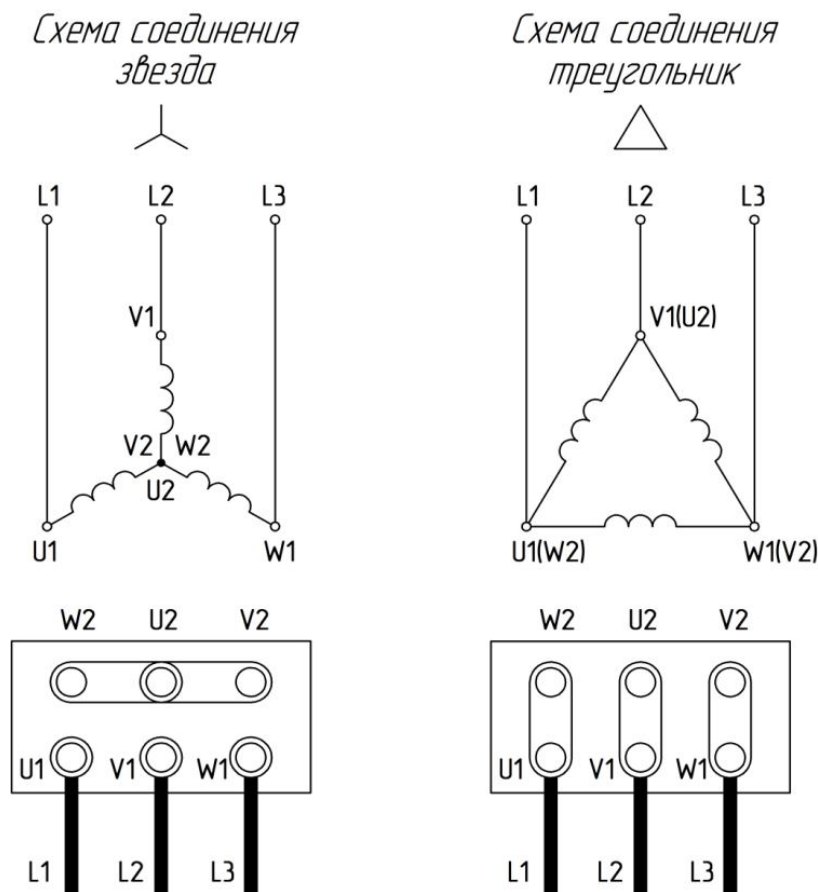 Схема соединения
звезда
L1 L2 L3
V1
V2 W2
U2
U1 W1
W2 U2 V2
U1 V1 W1
L1 L2 L3
Схема соединения
треугольник
L1 L2 L3
V1(U2)
U1(W2) W1(V2)
W2 U2 V2
U1 V1 W1
L1 L2 L3